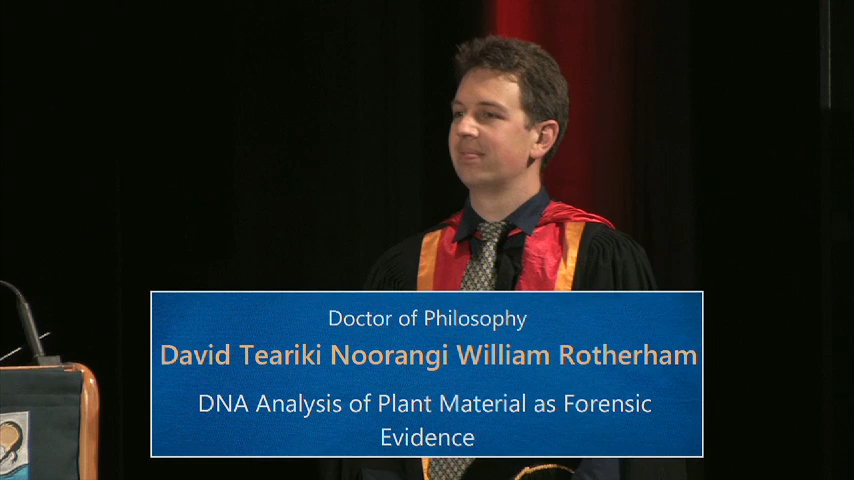 Doctor of Philosophy
David Teariki Noorangi William Rotherham
DNA Analysis of Plant Material as Forensic
Evidence